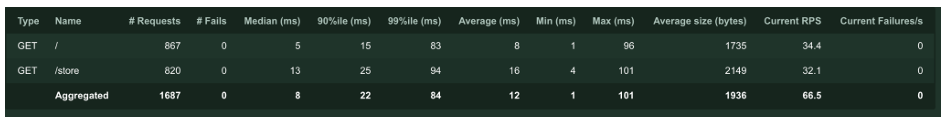 Type Name # Requests # Fails Median (ms) 90%ile (ms) 99%ile (ms) Average (ms) Min (ms) Max (ms) Average size (bytes) Current RPS Current Failures/s
GET / 867 0 5 15 83 8 1 96 1735 34.4 0
GET /store 820 0 13 25 94 16 4 101 2149 32.1 0
Aggregated 1687 0 8 22 84 12 1 101 1936 66.5 0